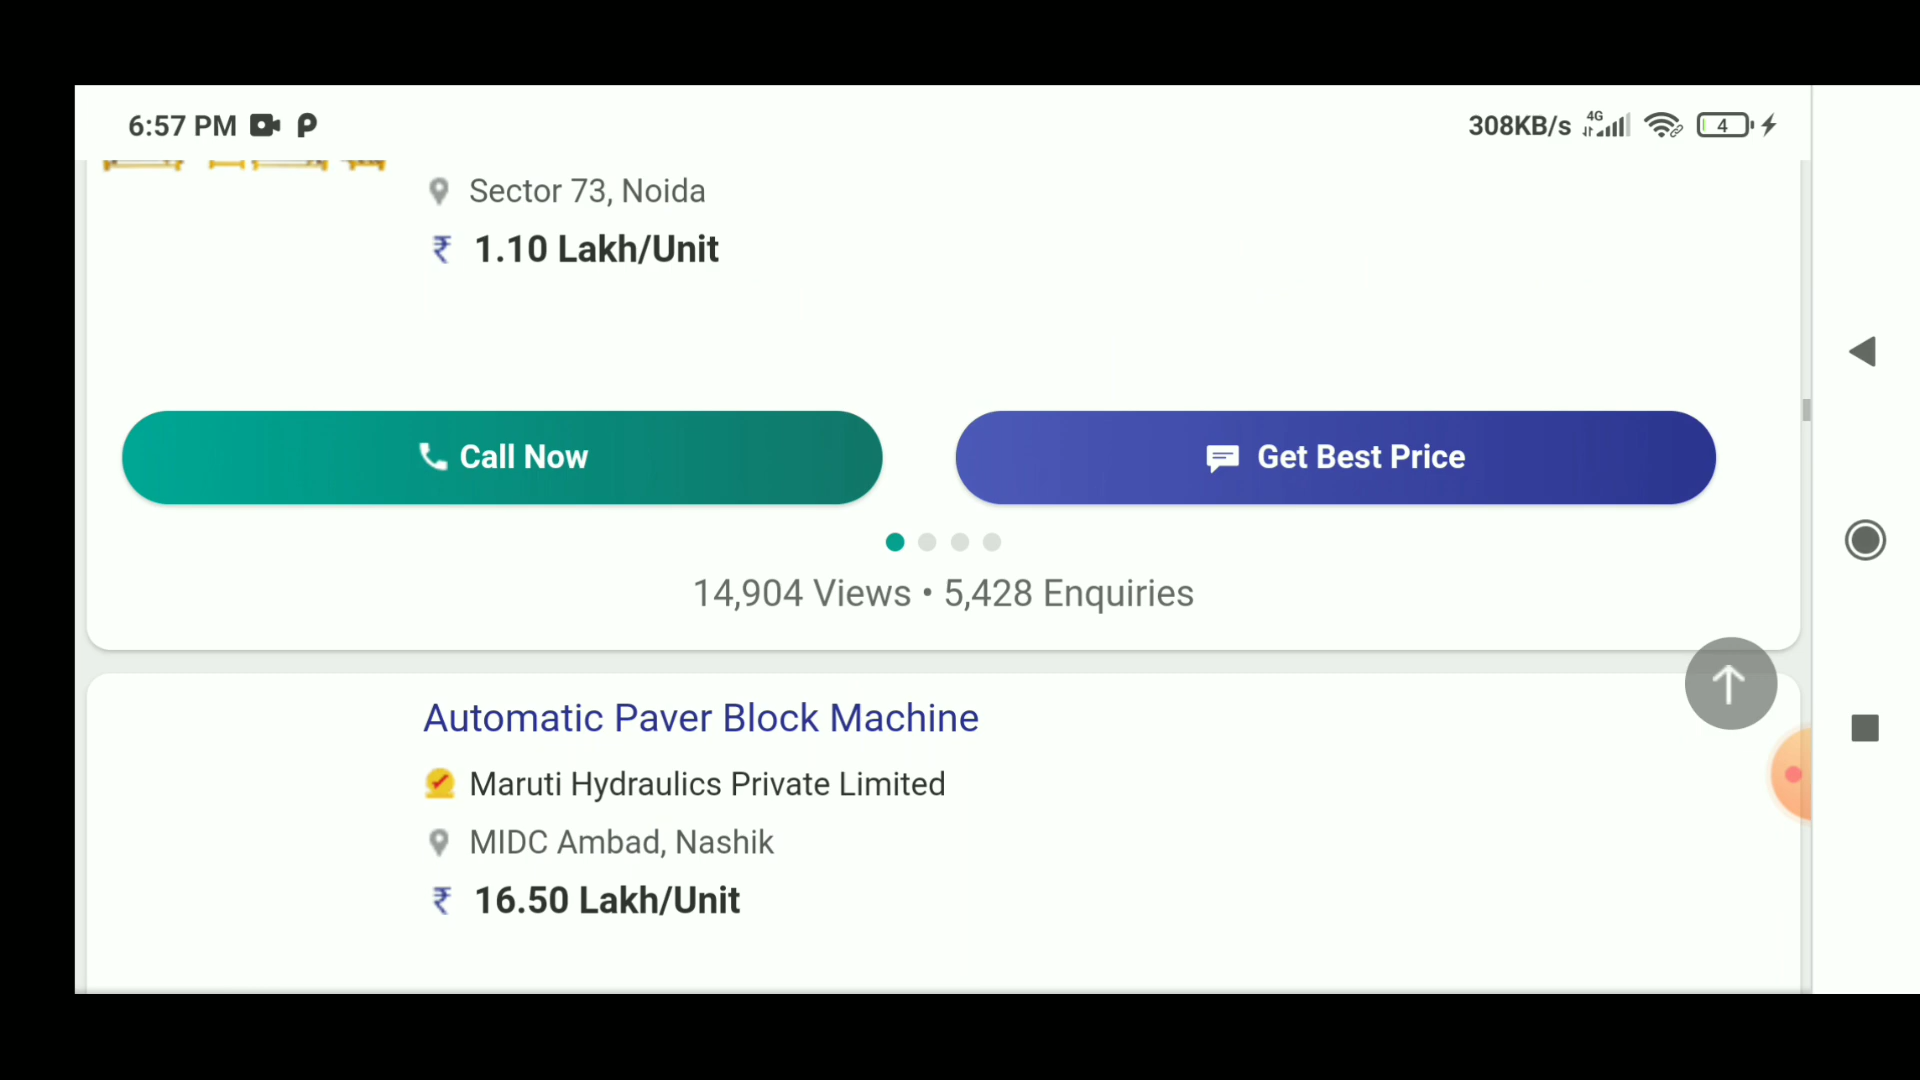 6:57 PM
308KB/s 4G 4
Sector 73, Noida
₹ 1.10 Lakh/Unit
Call Now
Get Best Price
14,904 Views • 5,428 Enquiries
Automatic Paver Block Machine
Maruti Hydraulics Private Limited
MIDC Ambad, Nashik
₹ 16.50 Lakh/Unit